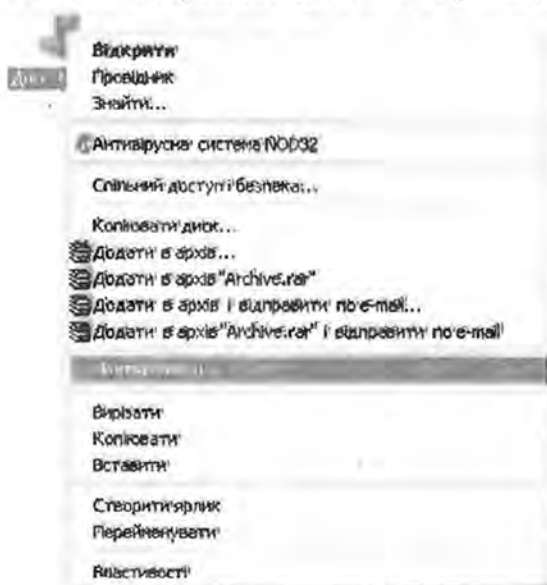 Відкрити
Провідник
Знайти...
Антивірусна система NOD32
Спільний доступ і безпека...
Копіювати диск...
Додати в архів...
Додати в архів "Archive.rar"
Додати в архів і відправити по e-mail...
Додати в архів "Archive.rar" і відправити по e-mail
Вирізати
Копіювати
Вставити
Створити ярлик
Перейменувати
Властивості